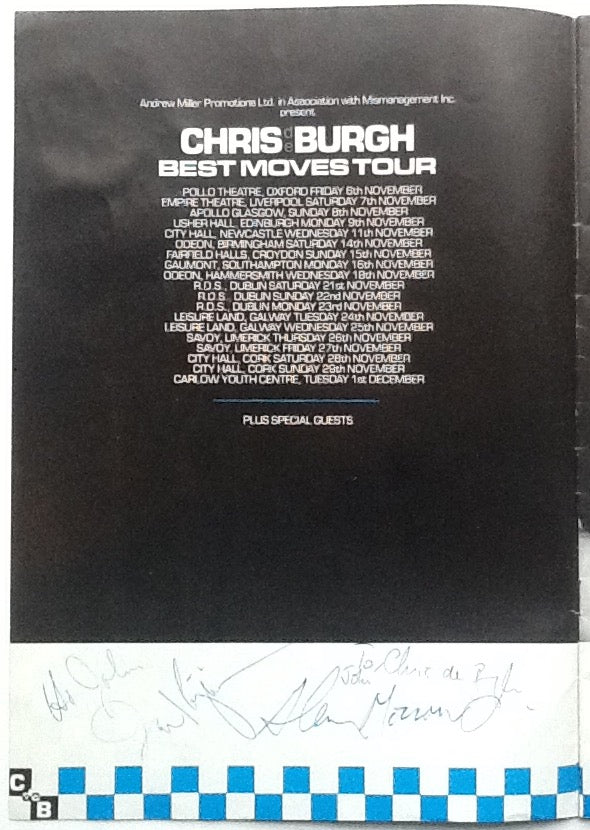 Andrew Miller Promotions Ltd. in Association with Mismanagement Inc.
present
CHRIS de BURGH
BEST MOVES TOUR
POLLO THEATRE, OXFORD FRIDAY 6th NOVEMBER
EMPIRE THEATRE, LIVERPOOL SATURDAY 7th NOVEMBER
APOLLO GLASGOW, SUNDAY 8th NOVEMBER
USHER HALL, EDINBURGH MONDAY 9th NOVEMBER
CITY HALL, NEWCASTLE WEDNESDAY 11th NOVEMBER
ODEON, BIRMINGHAM SATURDAY 14th NOVEMBER
FAIRFIELD HALLS, CROYDON SUNDAY 15th NOVEMBER
GAUMONT, SOUTHAMPTON MONDAY 16th NOVEMBER
ODEON, HAMMERSMITH WEDNESDAY 18th NOVEMBER
R.D.S., DUBLIN SATURDAY 21st NOVEMBER
R.D.S., DUBLIN SUNDAY 22nd NOVEMBER
R.D.S., DUBLIN MONDAY 23rd NOVEMBER
LEISURE LAND, GALWAY TUESDAY 24th NOVEMBER
LEISURE LAND, GALWAY WEDNESDAY 25th NOVEMBER
SAVOY, LIMERICK THURSDAY 26th NOVEMBER
SAVOY, LIMERICK FRIDAY 27th NOVEMBER
CITY HALL, CORK SATURDAY 28th NOVEMBER
CITY HALL, CORK SUNDAY 29th NOVEMBER
CARLOW YOUTH CENTRE, TUESDAY 1st DECEMBER
PLUS SPECIAL GUESTS
To Chris de Burgh
John
C de B